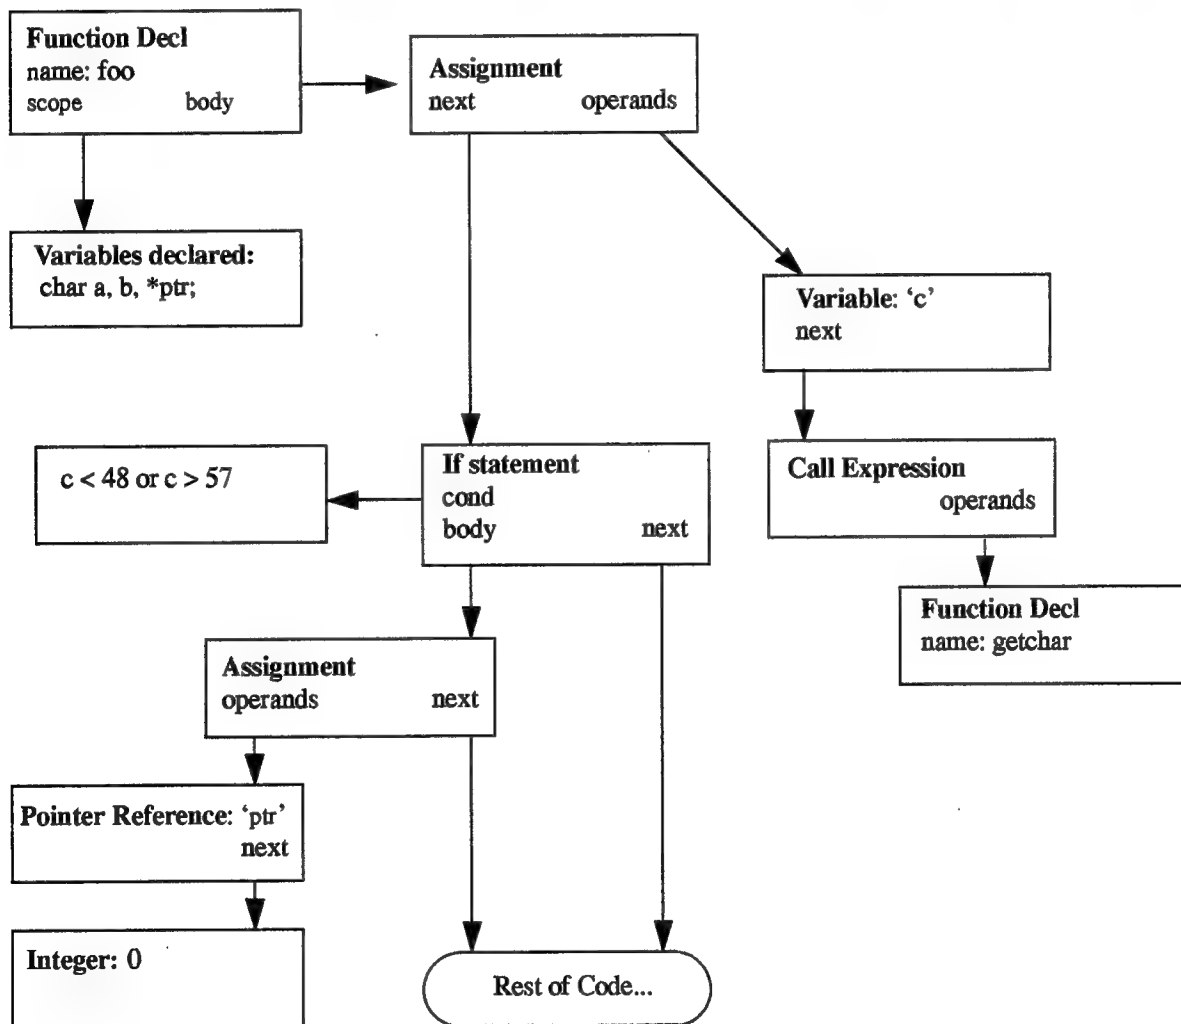 Function Decl
name: foo
scope body
Assignment
next operands
Variables declared:
char a, b, *ptr;
Variable: ‘c’
next
c < 48 or c > 57
If statement
cond
body next
Call Expression
operands
Function Decl
name: getchar
Assignment
operands next
Pointer Reference: ‘ptr’
next
Integer: 0
Rest of Code...